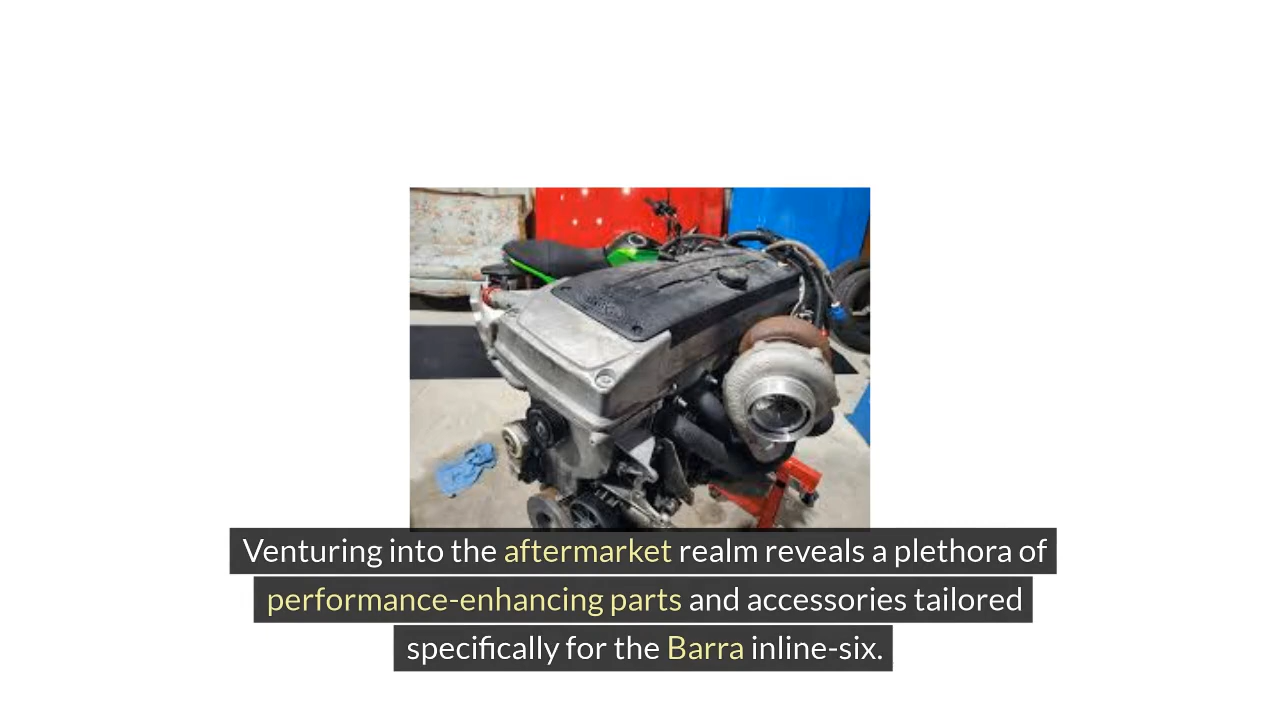 Venturing into the aftermarket realm reveals a plethora of
performance-enhancing parts and accessories tailored
specifically for the Barra inline-six.